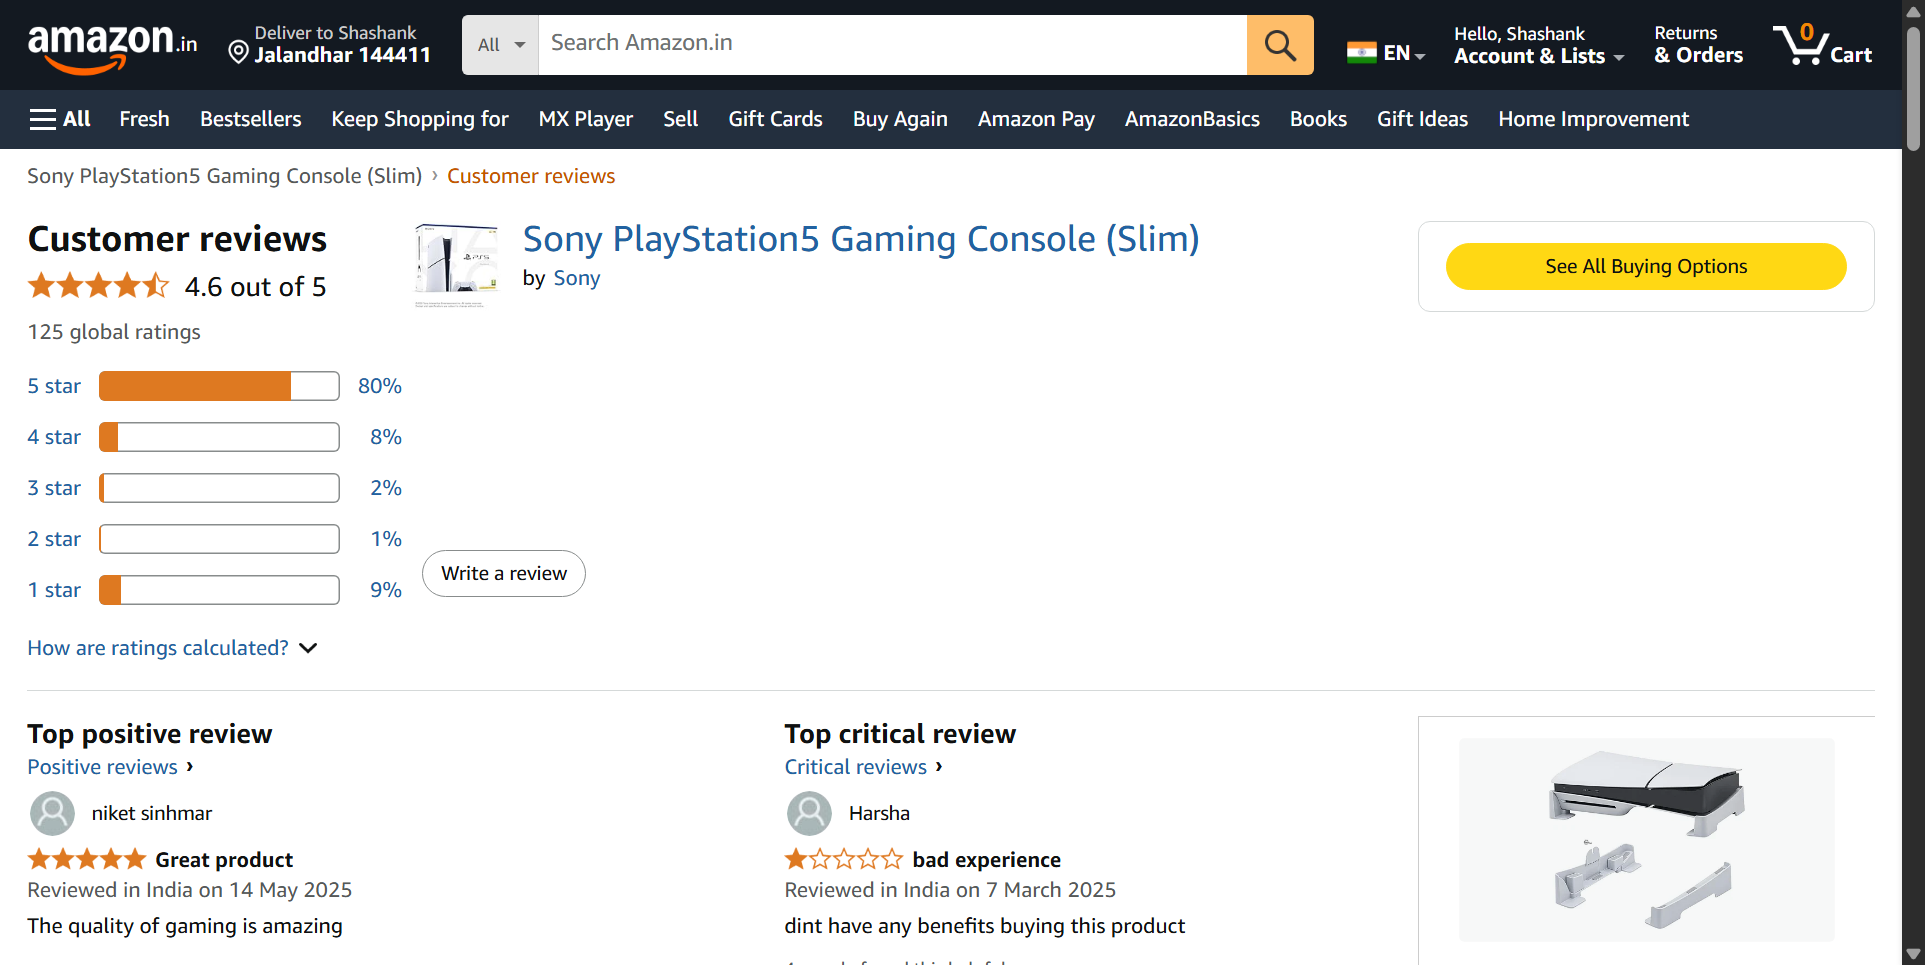 amazon.in
Deliver to Shashank
Jalandhar 144411
All
Search Amazon.in
EN
Hello, Shashank
Account & Lists
Returns
& Orders
0
Cart
All
Fresh
Bestsellers
Keep Shopping for
MX Player
Sell
Gift Cards
Buy Again
Amazon Pay
AmazonBasics
Books
Gift Ideas
Home Improvement
Sony PlayStation5 Gaming Console (Slim) › Customer reviews
Customer reviews
4.6 out of 5
125 global ratings
5 star 80%
4 star 8%
3 star 2%
2 star 1%
1 star 9%
How are ratings calculated?
PS5
Sony PlayStation5 Gaming Console (Slim)
by Sony
Write a review
See All Buying Options
Top positive review
Positive reviews ›
niket sinhmar
Great product
Reviewed in India on 14 May 2025
The quality of gaming is amazing
Top critical review
Critical reviews ›
Harsha
bad experience
Reviewed in India on 7 March 2025
dint have any benefits buying this product